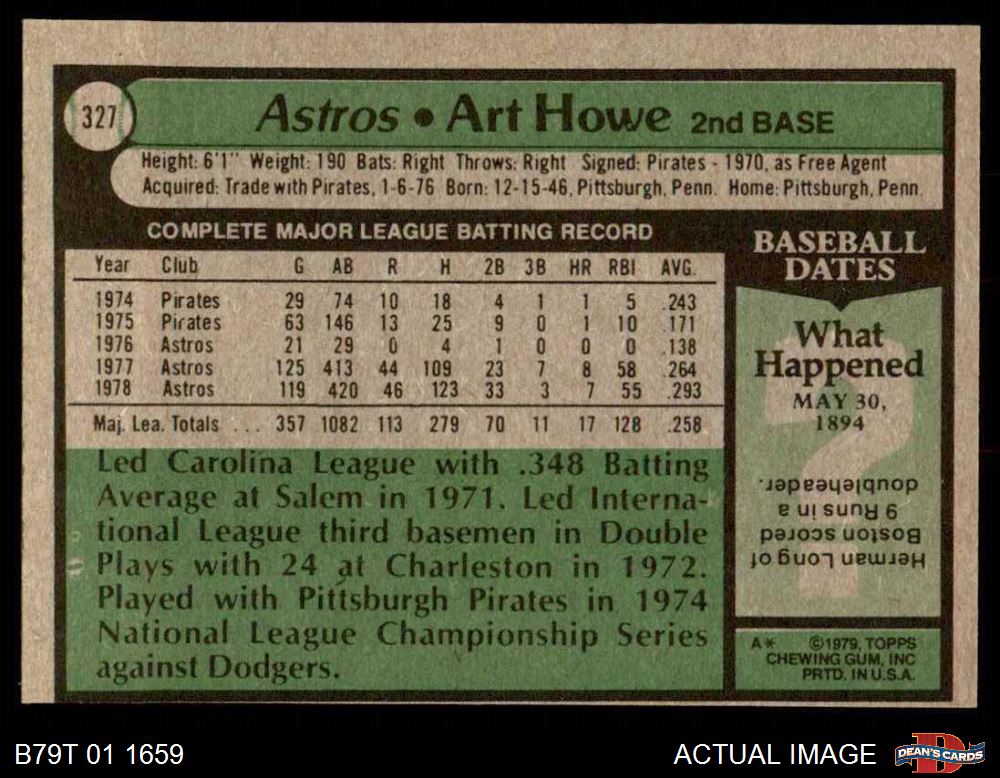 327
Astros • Art Howe 2nd BASE
Height: 6'1" Weight: 190 Bats: Right Throws: Right Signed: Pirates - 1970, as Free Agent
Acquired: Trade with Pirates, 1-6-76 Born: 12-15-46, Pittsburgh, Penn. Home: Pittsburgh, Penn.
COMPLETE MAJOR LEAGUE BATTING RECORD
Year Club G AB R H 2B 3B HR RBI AVG.
1974 Pirates 29 74 10 18 4 1 1 5 .243
1975 Pirates 63 146 13 25 9 0 1 10 .171
1976 Astros 21 29 0 4 1 0 0 0 .138
1977 Astros 125 413 44 109 23 7 8 58 .264
1978 Astros 119 420 46 123 33 3 7 55 .293
Maj. Lea. Totals ... 357 1082 113 279 70 11 17 128 .258
Led Carolina League with .348 Batting
Average at Salem in 1971. Led Interna-
tional League third basemen in Double
Plays with 24 at Charleston in 1972.
Played with Pittsburgh Pirates in 1974
National League Championship Series
against Dodgers.
BASEBALL
DATES
What
Happened
MAY 30,
1894
?
Herman Long of
Boston scored
9 Runs in a
doubleheader.
A* ©1979, TOPPS
CHEWING GUM, INC
PRTD. IN U.S.A.
B79T 01 1659
ACTUAL IMAGE
D
DEAN'S CARDS